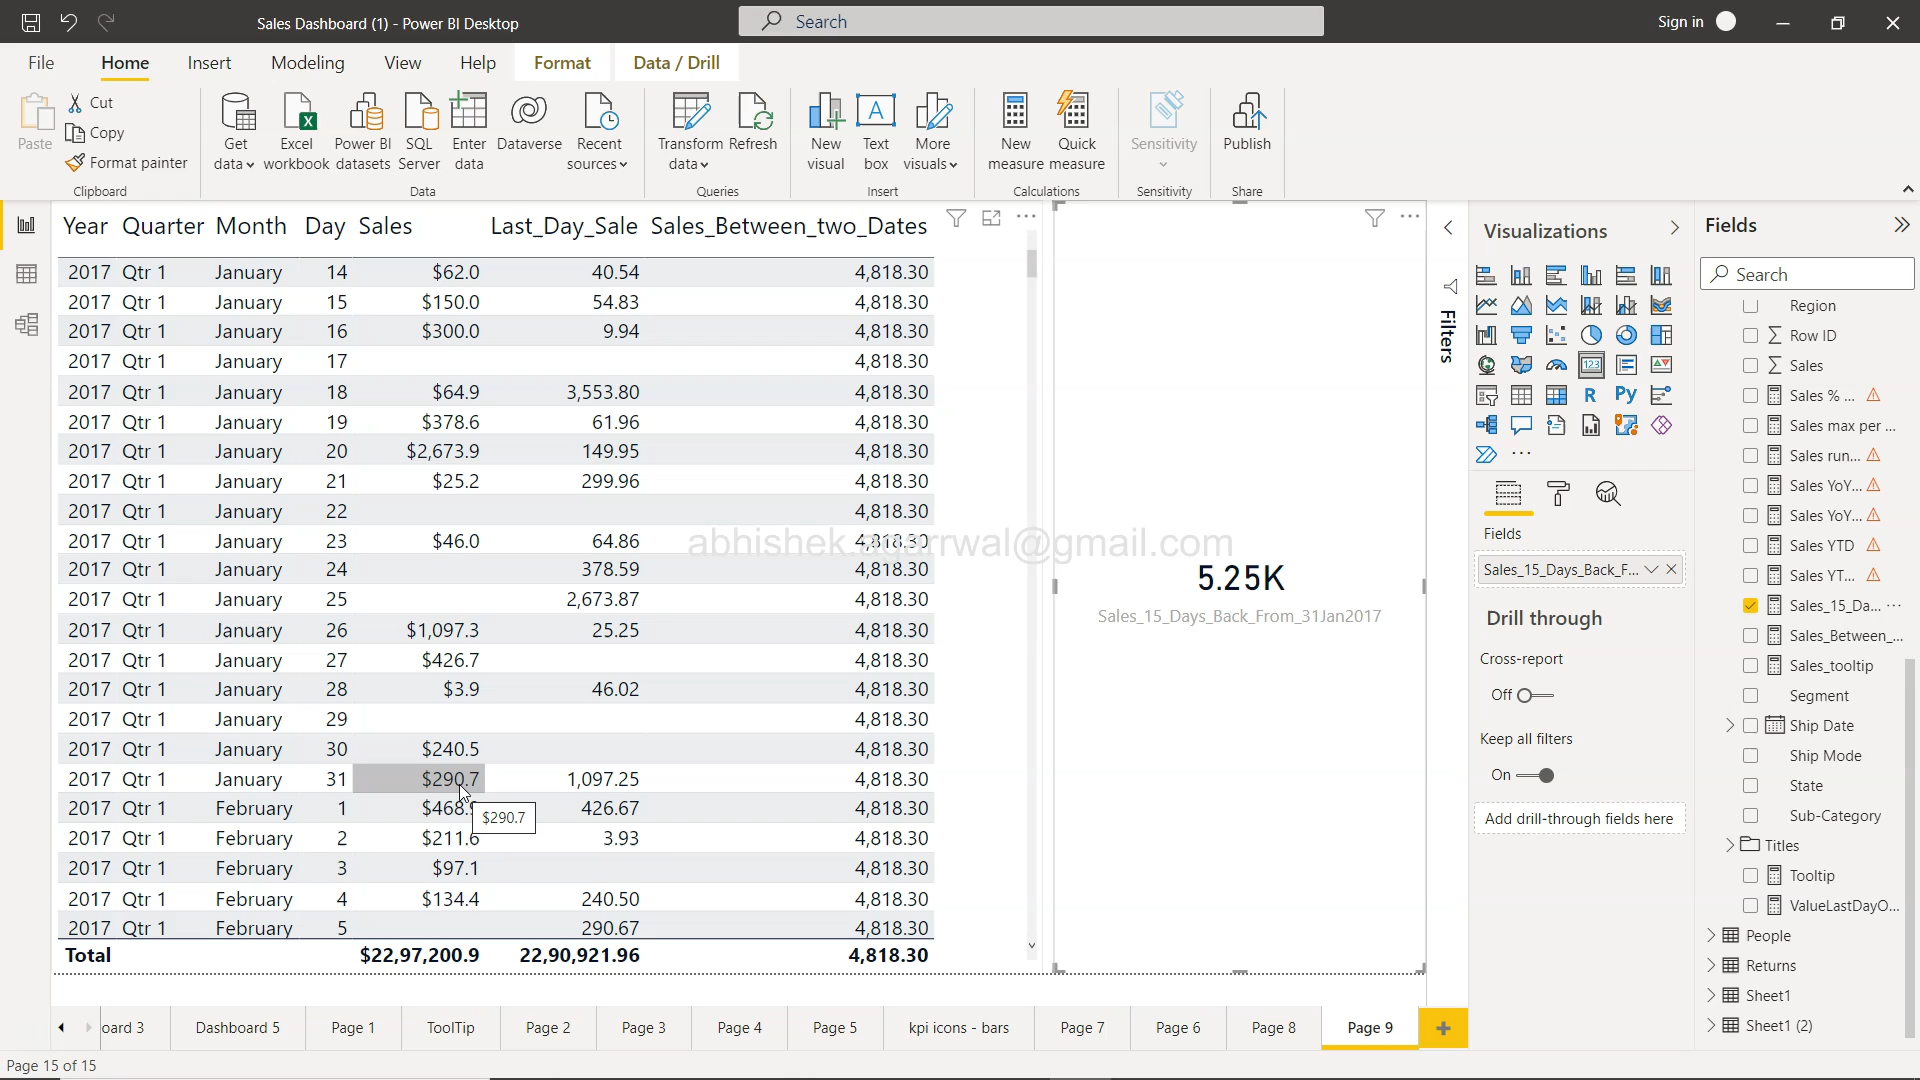 Sales Dashboard (1) - Power BI Desktop
Search
Sign in
File
Home
Insert
Modeling
View
Help
Format
Data / Drill
Paste
Cut
Copy
Format painter
Clipboard
Get data
Excel workbook
Power BI datasets
SQL Server
Enter data
Dataverse
Recent sources
Data
Transform data
Refresh
Queries
New visual
Text box
More visuals
Insert
New measure
Quick measure
Calculations
Sensitivity
Sensitivity
Publish
Share
Year Quarter Month Day Sales Last_Day_Sale Sales_Between_two_Dates
2017 Qtr 1 January 14 $62.0 40.54 4,818.30
2017 Qtr 1 January 15 $150.0 54.83 4,818.30
2017 Qtr 1 January 16 $300.0 9.94 4,818.30
2017 Qtr 1 January 17 4,818.30
2017 Qtr 1 January 18 $64.9 3,553.80 4,818.30
2017 Qtr 1 January 19 $378.6 61.96 4,818.30
2017 Qtr 1 January 20 $2,673.9 149.95 4,818.30
2017 Qtr 1 January 21 $25.2 299.96 4,818.30
2017 Qtr 1 January 22 4,818.30
2017 Qtr 1 January 23 $46.0 64.86 4,818.30
2017 Qtr 1 January 24 378.59 4,818.30
2017 Qtr 1 January 25 2,673.87 4,818.30
2017 Qtr 1 January 26 $1,097.3 25.25 4,818.30
2017 Qtr 1 January 27 $426.7 4,818.30
2017 Qtr 1 January 28 $3.9 46.02 4,818.30
2017 Qtr 1 January 29 4,818.30
2017 Qtr 1 January 30 $240.5 4,818.30
2017 Qtr 1 January 31 $290.7 1,097.25 4,818.30
2017 Qtr 1 February 1 $468. 426.67 4,818.30
$290.7
2017 Qtr 1 February 2 $211.6 3.93 4,818.30
2017 Qtr 1 February 3 $97.1 4,818.30
2017 Qtr 1 February 4 $134.4 240.50 4,818.30
2017 Qtr 1 February 5 290.67 4,818.30
Total $22,97,200.9 22,90,921.96 4,818.30
abhishek.agarrwal@gmail.com
5.25K
Sales_15_Days_Back_From_31Jan2017
Filters
Visualizations
123
R
Py
Fields
Sales_15_Days_Back_F...
Drill through
Cross-report
Off
Keep all filters
On
Add drill-through fields here
Fields
Search
Region
Row ID
Sales
Sales % ...
Sales max per ...
Sales run...
Sales YoY...
Sales YoY...
Sales YTD
Sales YT...
Sales_15_Da...
Sales_Between_...
Sales_tooltip
Segment
Ship Date
Ship Mode
State
Sub-Category
Titles
Tooltip
ValueLastDayO...
People
Returns
Sheet1
Sheet1 (2)
oard 3
Dashboard 5
Page 1
ToolTip
Page 2
Page 3
Page 4
Page 5
kpi icons - bars
Page 7
Page 6
Page 8
Page 9
Page 15 of 15